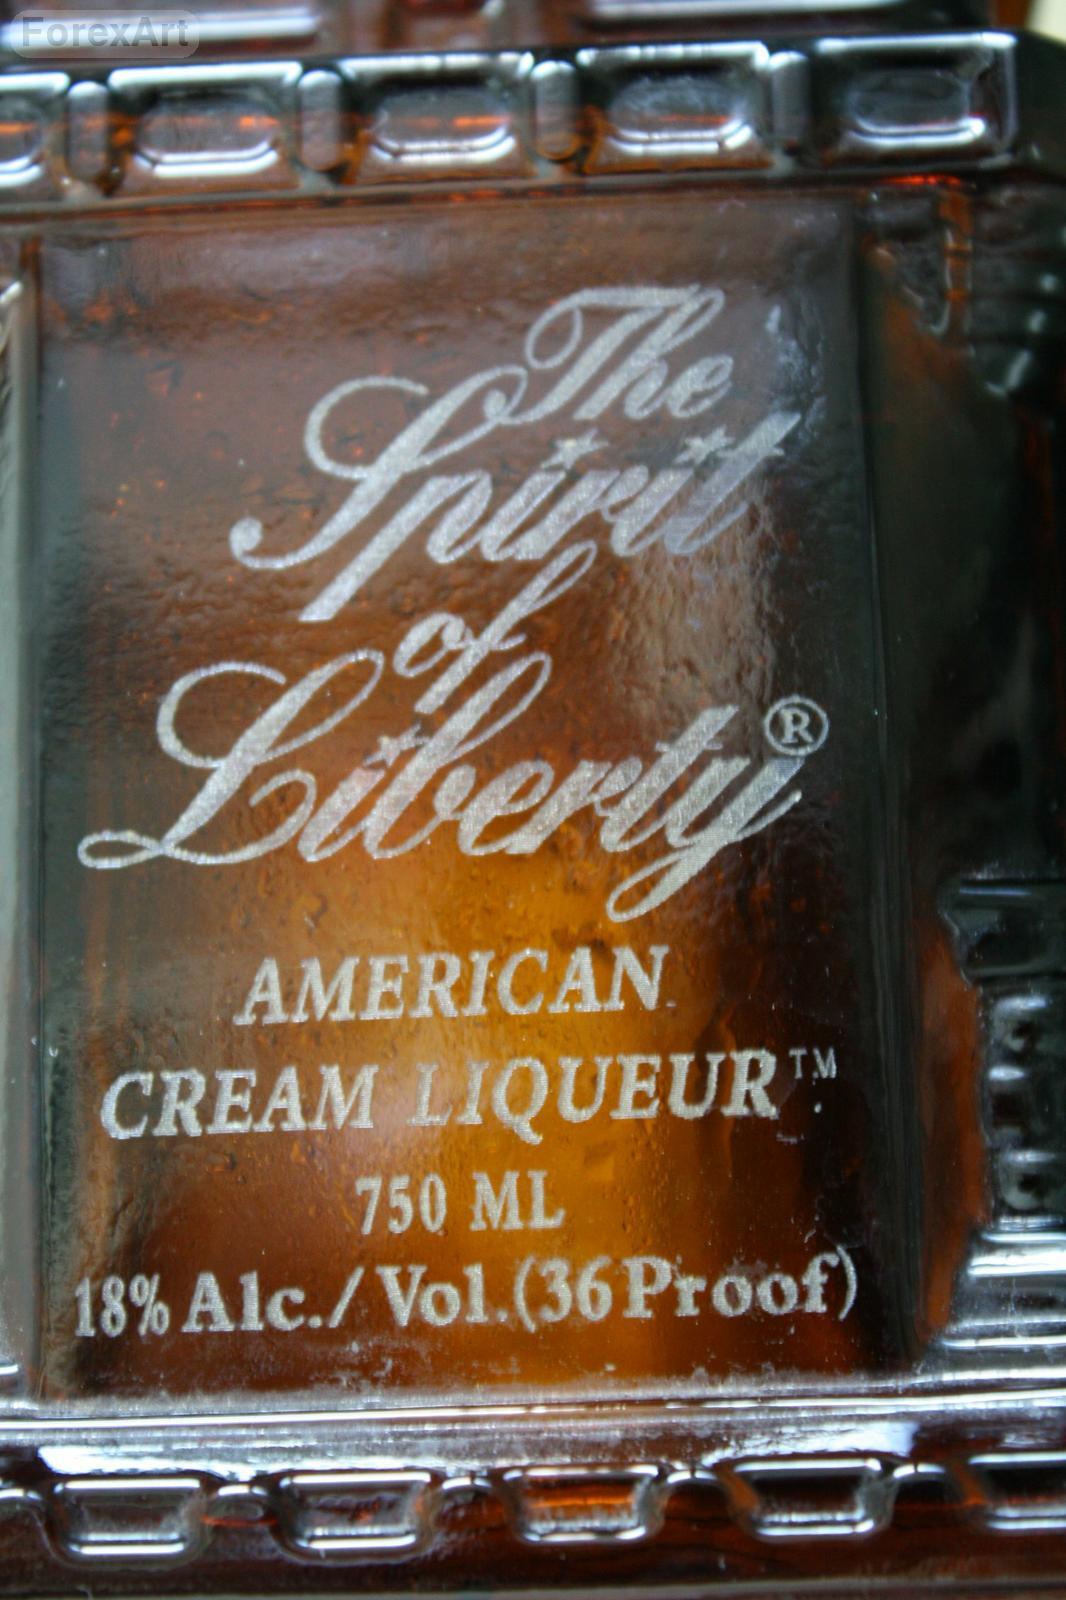 ForexArt
The
Spirit
of
Liberty®
AMERICAN
CREAM LIQUEUR™
750 ML
18% Alc./Vol.(36 Proof)